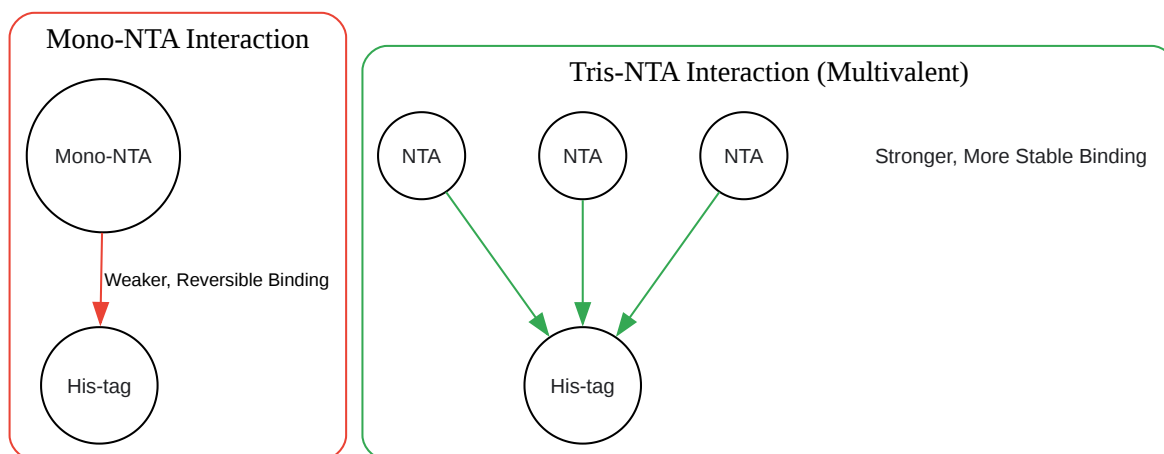 Mono-NTA Interaction
Mono-NTA
Weaker, Reversible Binding
His-tag
Tris-NTA Interaction (Multivalent)
NTA
NTA
NTA
Stronger, More Stable Binding
His-tag